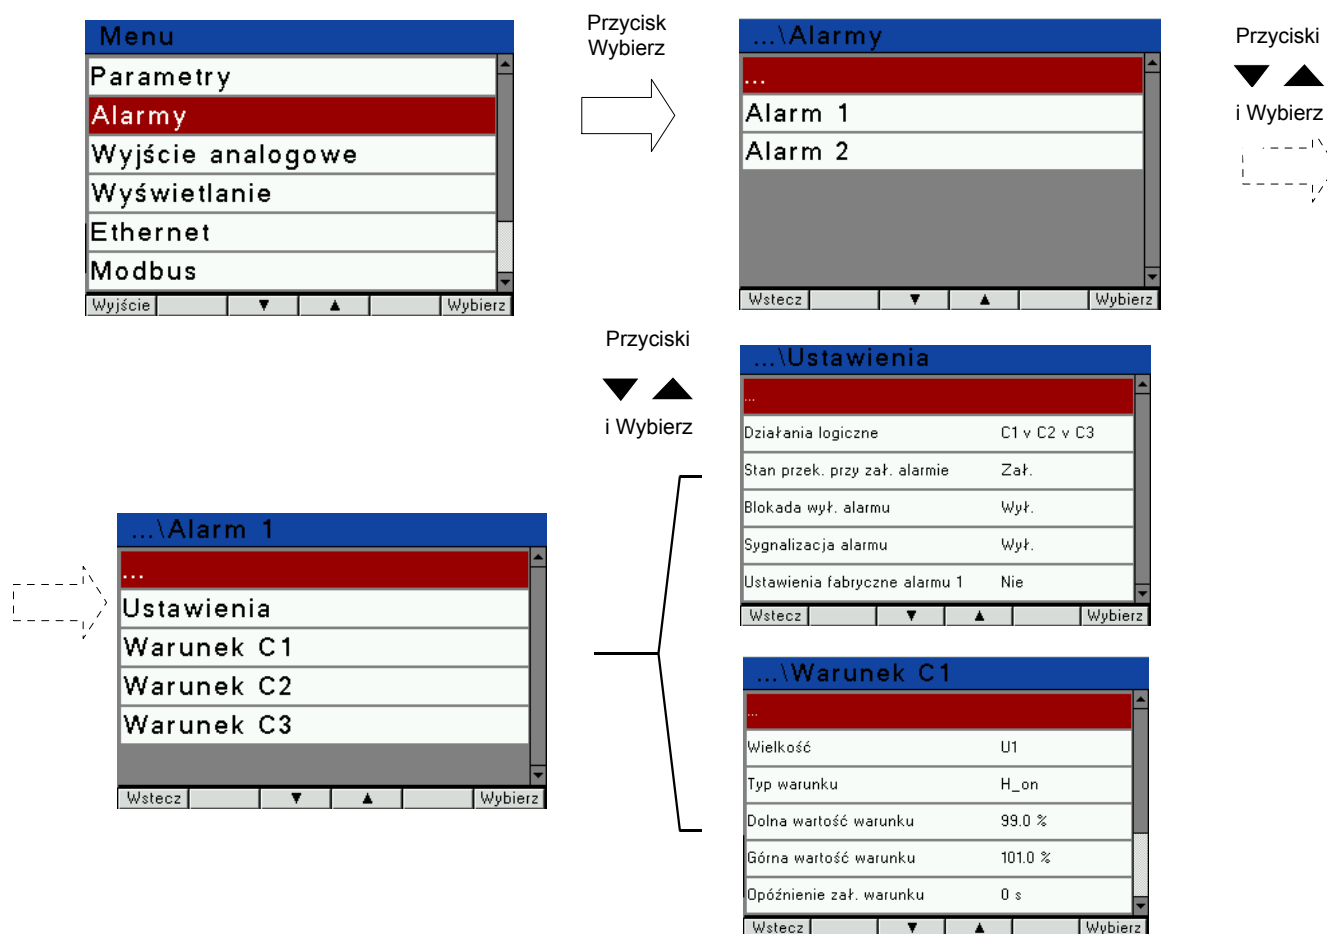 Menu
Parametry
Alarmy
Wyjście analogowe
Wyświetlanie
Ethernet
Modbus
Wyjście ▼ ▲ Wybierz
Przycisk
Wybierz
...\Alarmy
...
Alarm 1
Alarm 2
Wstecz ▼ ▲ Wybierz
Przyciski
▼ ▲
i Wybierz
...\Alarm 1
...
Ustawienia
Warunek C1
Warunek C2
Warunek C3
Wstecz ▼ ▲ Wybierz
Przyciski
▼ ▲
i Wybierz
...\Ustawienia
...
Działania logiczne C1 v C2 v C3
Stan przek. przy zał. alarmie Zał.
Blokada wył. alarmu Wył.
Sygnalizacja alarmu Wył.
Ustawienia fabryczne alarmu 1 Nie
Wstecz ▼ ▲ Wybierz
...\Warunek C1
...
Wielkość U1
Typ warunku H_on
Dolna wartość warunku 99.0 %
Górna wartość warunku 101.0 %
Opóźnienie zał. warunku 0 s
Wstecz ▼ ▲ Wybierz